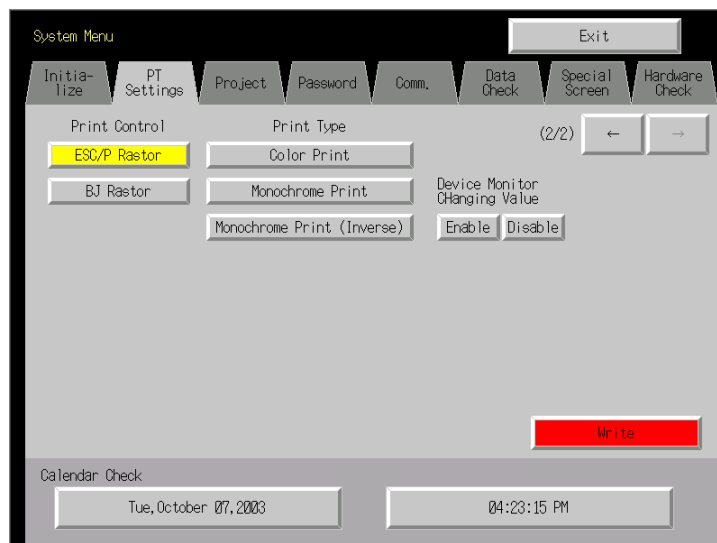 System Menu
Exit
Initia-
lize
PT
Settings
Project
Password
Comm.
Data
Check
Special
Screen
Hardware
Check
Print Control
Print Type
(2/2)
←
→
ESC/P Rastor
Color Print
BJ Rastor
Monochrome Print
Device Monitor
CHanging Value
Monochrome Print (Inverse)
Enable
Disable
Write
Calendar Check
Tue,October 07,2003
04:23:15 PM